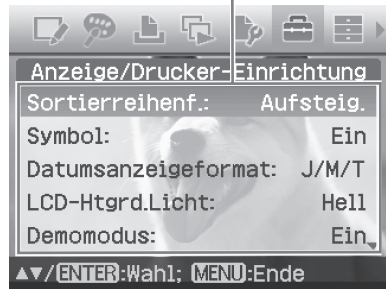 Anzeige/Drucker-Einrichtung
Sortierreihenf.: Aufsteig.
Symbol: Ein
Datumsanzeigeformat: J/M/T
LCD-Htgrd.Licht: Hell
Demomodus: Ein
▲▼/ENTER:Wahl; MENU:Ende